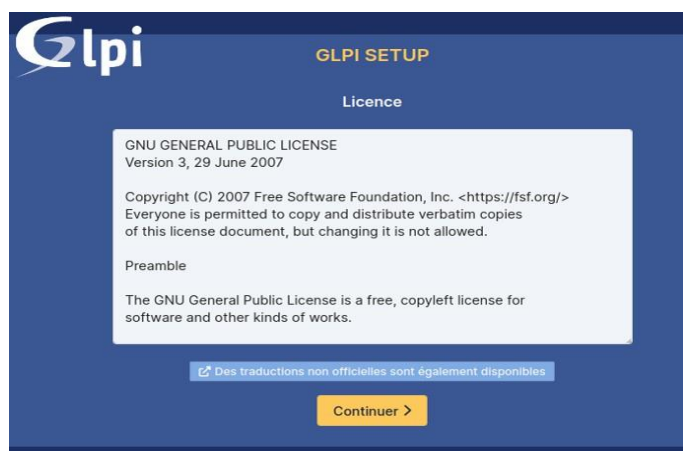 Glpi
GLPI SETUP
Licence
GNU GENERAL PUBLIC LICENSE
Version 3, 29 June 2007
Copyright (C) 2007 Free Software Foundation, Inc. <https://fsf.org/>
Everyone is permitted to copy and distribute verbatim copies
of this license document, but changing it is not allowed.
Preamble
The GNU General Public License is a free, copyleft license for
software and other kinds of works.
Des traductions non officielles sont également disponibles
Continuer >